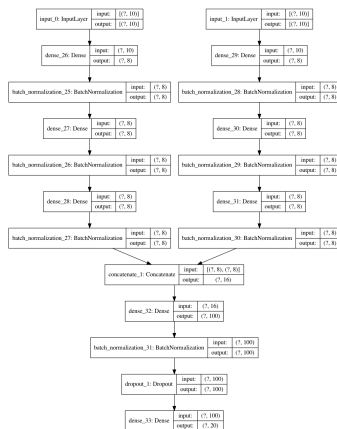 input_0: InputLayer input: [(?, 10)] output: [(?, 10)]
input_1: InputLayer input: [(?, 10)] output: [(?, 10)]
dense_26: Dense input: (?, 10) output: (?, 8)
dense_29: Dense input: (?, 10) output: (?, 8)
batch_normalization_25: BatchNormalization input: (?, 8) output: (?, 8)
batch_normalization_28: BatchNormalization input: (?, 8) output: (?, 8)
dense_27: Dense input: (?, 8) output: (?, 8)
dense_30: Dense input: (?, 8) output: (?, 8)
batch_normalization_26: BatchNormalization input: (?, 8) output: (?, 8)
batch_normalization_29: BatchNormalization input: (?, 8) output: (?, 8)
dense_28: Dense input: (?, 8) output: (?, 8)
dense_31: Dense input: (?, 8) output: (?, 8)
batch_normalization_27: BatchNormalization input: (?, 8) output: (?, 8)
batch_normalization_30: BatchNormalization input: (?, 8) output: (?, 8)
concatenate_1: Concatenate input: [(?, 8), (?, 8)] output: (?, 16)
dense_32: Dense input: (?, 16) output: (?, 100)
batch_normalization_31: BatchNormalization input: (?, 100) output: (?, 100)
dropout_1: Dropout input: (?, 100) output: (?, 100)
dense_33: Dense input: (?, 100) output: (?, 20)